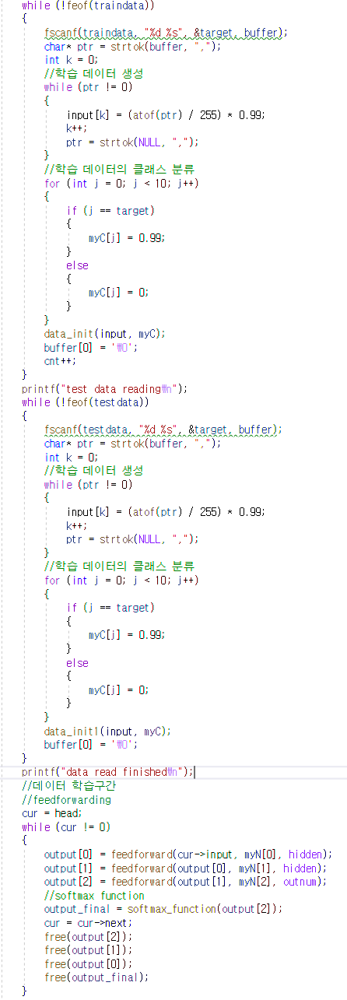 while (!feof(traindata))
{
fscanf(traindata, "%d %s", &target, buffer);
char* ptr = strtok(buffer, ",");
int k = 0;
//학습 데이터 생성
while (ptr != 0)
{
input[k] = (atof(ptr) / 255) * 0.99;
k++;
ptr = strtok(NULL, ",");
}
//학습 데이터의 클래스 분류
for (int j = 0; j < 10; j++)
{
if (j == target)
{
myC[j] = 0.99;
}
else
{
myC[j] = 0;
}
}
data_init(input, myC);
buffer[0] = '₩0';
cnt++;
}
printf("test data reading₩n");
while (!feof(testdata))
{
fscanf(testdata, "%d %s", &target, buffer);
char* ptr = strtok(buffer, ",");
int k = 0;
//학습 데이터 생성
while (ptr != 0)
{
input[k] = (atof(ptr) / 255) * 0.99;
k++;
ptr = strtok(NULL, ",");
}
//학습 데이터의 클래스 분류
for (int j = 0; j < 10; j++)
{
if (j == target)
{
myC[j] = 0.99;
}
else
{
myC[j] = 0;
}
}
data_init1(input, myC);
buffer[0] = '₩0';
}
printf("data read finished₩n");
//데이터 학습구간
//feedforwarding
cur = head;
while (cur != 0)
{
output[0] = feedforward(cur->input, myN[0], hidden);
output[1] = feedforward(output[0], myN[1], hidden);
output[2] = feedforward(output[1], myN[2], outnum);
//softmax function
output_final = softmax_function(output[2]);
cur = cur->next;
free(output[2]);
free(output[1]);
free(output[0]);
free(output_final);
}